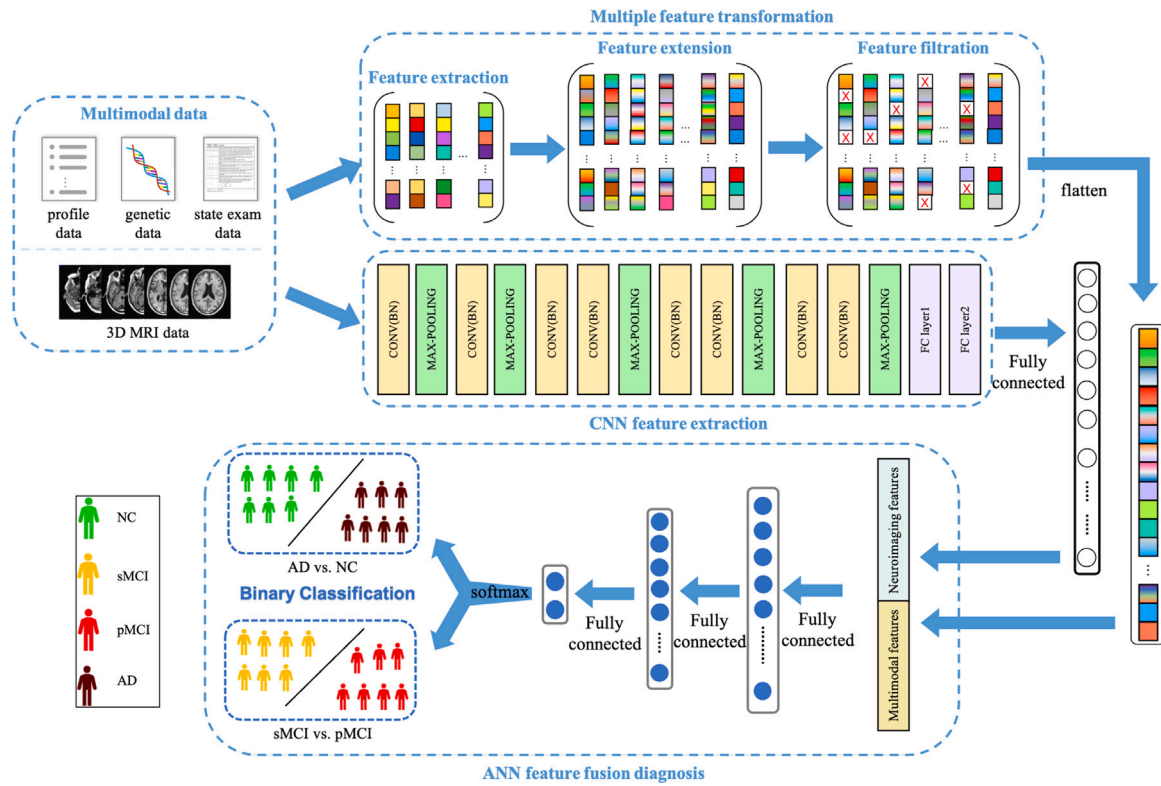 Multiple feature transformation
Feature extraction
Feature extension
Feature filtration
...
...
...
Multimodal data
profile data
genetic data
state exam data
3D MRI data
flatten
CONV(BN)
MAX-POOLING
CONV(BN)
MAX-POOLING
CONV(BN)
CONV(BN)
MAX-POOLING
CONV(BN)
CONV(BN)
MAX-POOLING
CONV(BN)
CONV(BN)
MAX-POOLING
FC layer1
FC layer2
Fully connected
CNN feature extraction
NC
sMCI
pMCI
AD
AD vs. NC
Binary Classification
sMCI vs. pMCI
softmax
Fully connected
Fully connected
Fully connected
Neuroimaging features
Multimodal features
ANN feature fusion diagnosis